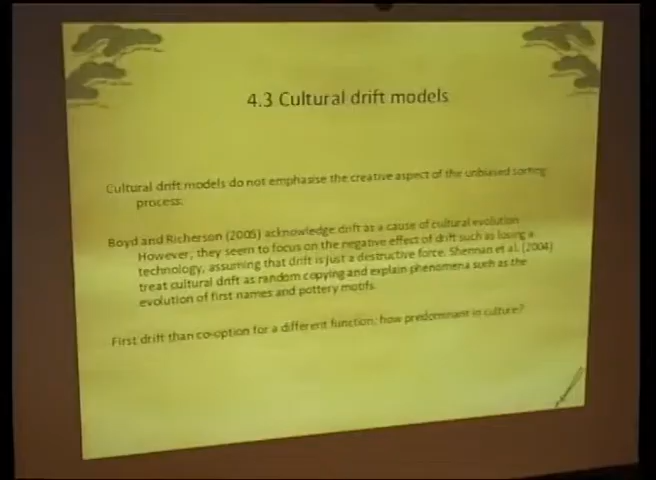 4.3 Cultural drift models
Cultural drift models do not emphasise the creative aspect of the unbiased sorting
process.
Boyd and Richerson (2005) acknowledge drift as a cause of cultural evolution
However, they seem to focus on the negative effect of drift such as losing a
technology, assuming that drift is just a destructive force. Shennan et al. (2004)
treat cultural drift as random copying and explain phenomena such as the
evolution of first names and pottery motifs.
First drift than co-option for a different function: how predominant in culture?